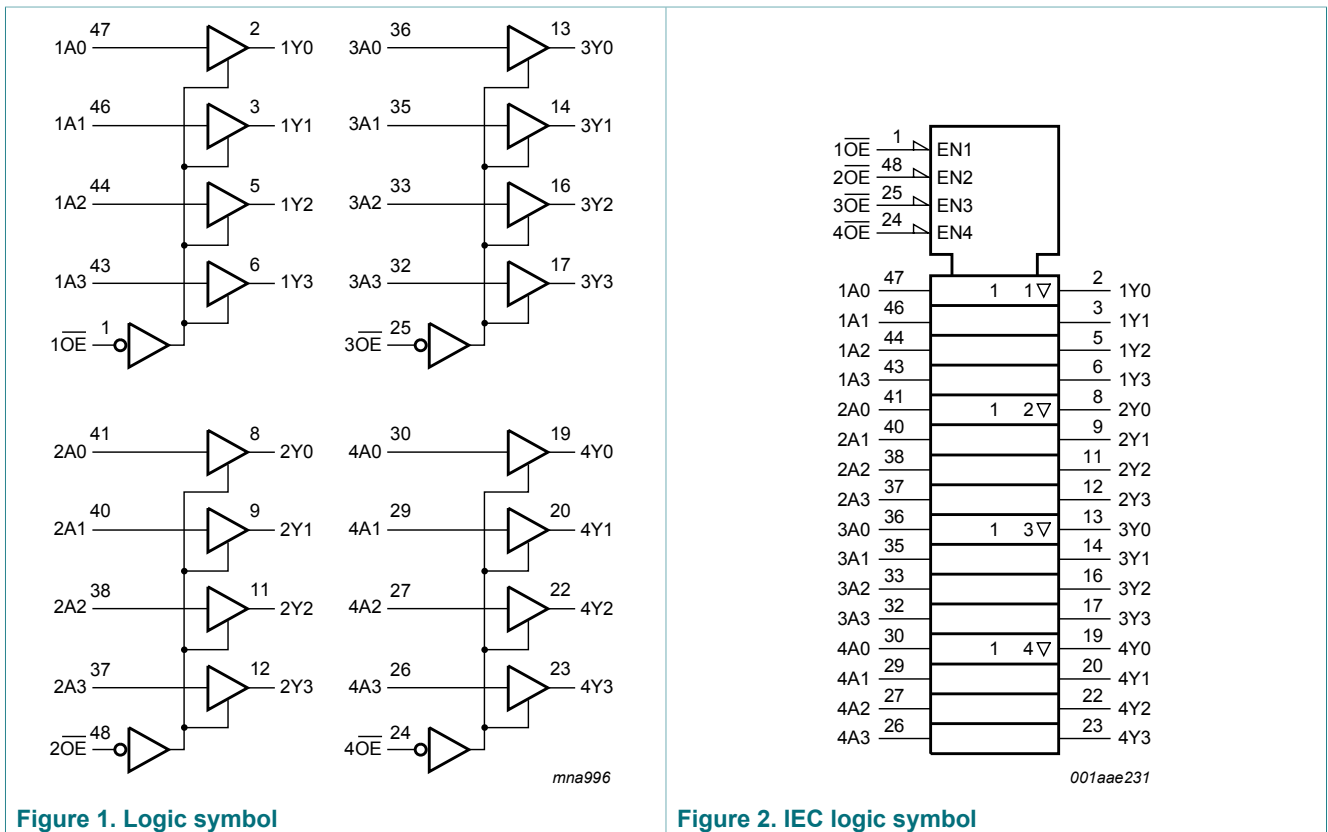 47 2 36 13
1A0 1Y0 3A0 3Y0
46 3 35 14
1A1 1Y1 3A1 3Y1
44 5 33 16
1A2 1Y2 3A2 3Y2
43 6 32 17
1A3 1Y3 3A3 3Y3
1 25
1O̅E̅ 3O̅E̅
41 8 30 19
2A0 2Y0 4A0 4Y0
40 9 29 20
2A1 2Y1 4A1 4Y1
38 11 27 22
2A2 2Y2 4A2 4Y2
37 12 26 23
2A3 2Y3 4A3 4Y3
48 24
2O̅E̅ 4O̅E̅
mna996
Figure 1. Logic symbol
1O̅E̅ 1 EN1
2O̅E̅ 48 EN2
3O̅E̅ 25 EN3
4O̅E̅ 24 EN4
1A0 47 1 1▽ 2 1Y0
1A1 46 3 1Y1
1A2 44 5 1Y2
1A3 43 6 1Y3
2A0 41 1 2▽ 8 2Y0
2A1 40 9 2Y1
2A2 38 11 2Y2
2A3 37 12 2Y3
3A0 36 1 3▽ 13 3Y0
3A1 35 14 3Y1
3A2 33 16 3Y2
3A3 32 17 3Y3
4A0 30 1 4▽ 19 4Y0
4A1 29 20 4Y1
4A2 27 22 4Y2
4A3 26 23 4Y3
001aae231
Figure 2. IEC logic symbol